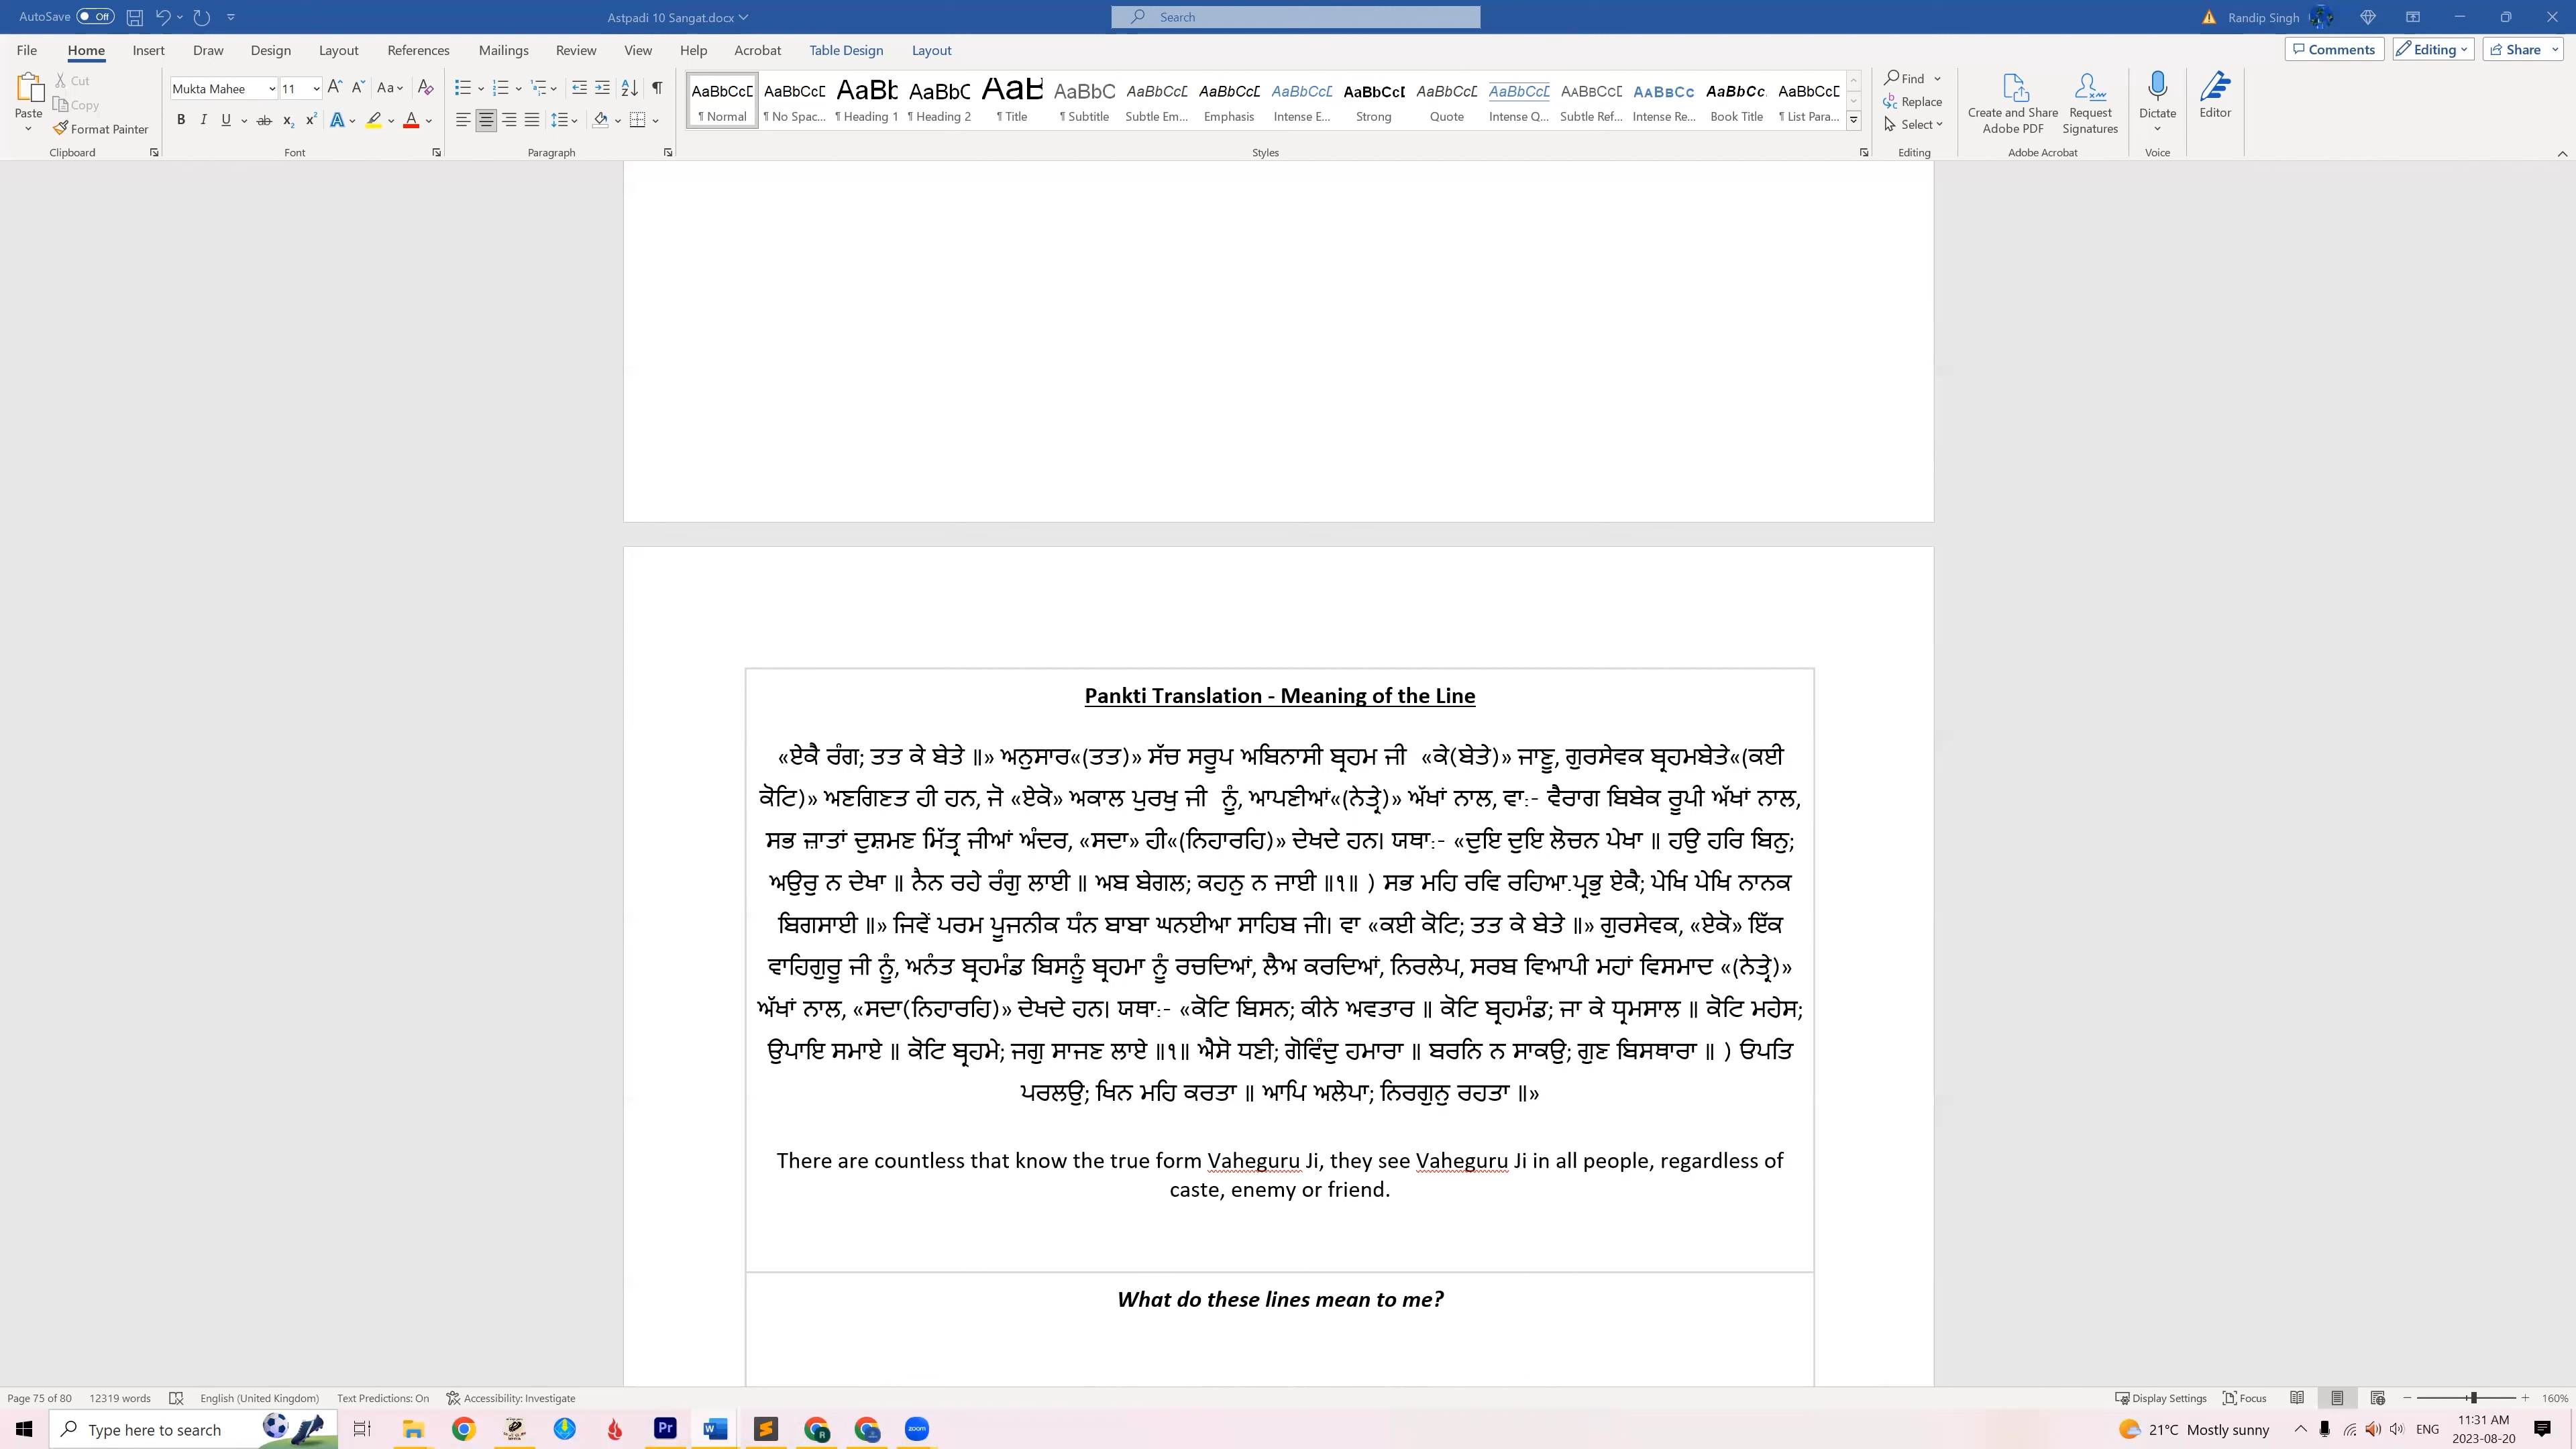 AutoSave Off Astpadi 10 Sangat.docx Search Randip Singh
File Home Insert Draw Design Layout References Mailings Review View Help Acrobat Table Design Layout Comments Editing Share
Paste Cut Copy Format Painter
Mukta Mahee 11
AaBbCcD AaBbCcD AaBb AaBbC AaB AaBbC AaBbCcD AaBbCcD AaBbCcD AaBbCcD AaBbCcD AaBbCcD AaBbCcD AaBbCc AaBbCc AaBbCcD
¶ Normal ¶ No Spac... ¶ Heading 1 ¶ Heading 2 ¶ Title ¶ Subtitle Subtle Em... Emphasis Intense E... Strong Quote Intense Q... Subtle Ref... Intense Re... Book Title ¶ List Para...
Find Replace Select
Create and Share Adobe PDF Request Signatures Dictate Editor
Clipboard Font Paragraph Styles Editing Adobe Acrobat Voice
Pankti Translation - Meaning of the Line
«ਏਕੈ ਰੰਗ; ਤਤ ਕੇ ਬੇਤੇ ॥» ਅਨੁਸਾਰ«(ਤਤ)» ਸੱਚ ਸਰੂਪ ਅਬਿਨਾਸੀ ਬ੍ਰਹਮ ਜੀ «ਕੇ(ਬੇਤੇ)» ਜਾਣੂ, ਗੁਰਸੇਵਕ ਬ੍ਰਹਮਬੇਤੇ«(ਕਈ
ਕੋਟਿ)» ਅਣਗਿਣਤ ਹੀ ਹਨ, ਜੋ «ਏਕੋ» ਅਕਾਲ ਪੁਰਖੁ ਜੀ ਨੂੰ, ਆਪਣੀਆਂ«(ਨੇਤ੍ਰੇ)» ਅੱਖਾਂ ਨਾਲ, ਵਾ:- ਵੈਰਾਗ ਬਿਬੇਕ ਰੂਪੀ ਅੱਖਾਂ ਨਾਲ,
ਸਭ ਜ਼ਾਤਾਂ ਦੁਸ਼ਮਣ ਮਿੱਤ੍ਰ ਜੀਆਂ ਅੰਦਰ, «ਸਦਾ» ਹੀ«(ਨਿਹਾਰਹਿ)» ਦੇਖਦੇ ਹਨ। ਯਥਾ:- «ਦੁਇ ਦੁਇ ਲੋਚਨ ਪੇਖਾ ॥ ਹਉ ਹਰਿ ਬਿਨੁ;
ਅਉਰੁ ਨ ਦੇਖਾ ॥ ਨੈਨ ਰਹੇ ਰੰਗੁ ਲਾਈ ॥ ਅਬ ਬੇਗਲ; ਕਹਨੁ ਨ ਜਾਈ ॥੧॥ ) ਸਭ ਮਹਿ ਰਵਿ ਰਹਿਆ.ਪ੍ਰਭੁ ਏਕੈ; ਪੇਖਿ ਪੇਖਿ ਨਾਨਕ
ਬਿਗਸਾਈ ॥» ਜਿਵੇਂ ਪਰਮ ਪੂਜਨੀਕ ਧੰਨ ਬਾਬਾ ਘਨਈਆ ਸਾਹਿਬ ਜੀ। ਵਾ «ਕਈ ਕੋਟਿ; ਤਤ ਕੇ ਬੇਤੇ ॥» ਗੁਰਸੇਵਕ, «ਏਕੋ» ਇੱਕ
ਵਾਹਿਗੁਰੂ ਜੀ ਨੂੰ, ਅਨੰਤ ਬ੍ਰਹਮੰਡ ਬਿਸਨੂੰ ਬ੍ਰਹਮਾ ਨੂੰ ਰਚਦਿਆਂ, ਲੈਅ ਕਰਦਿਆਂ, ਨਿਰਲੇਪ, ਸਰਬ ਵਿਆਪੀ ਮਹਾਂ ਵਿਸਮਾਦ «(ਨੇਤ੍ਰੇ)»
ਅੱਖਾਂ ਨਾਲ, «ਸਦਾ(ਨਿਹਾਰਹਿ)» ਦੇਖਦੇ ਹਨ। ਯਥਾ:- «ਕੋਟਿ ਬਿਸਨ; ਕੀਨੇ ਅਵਤਾਰ ॥ ਕੋਟਿ ਬ੍ਰਹਮੰਡ; ਜਾ ਕੇ ਧ੍ਰਮਸਾਲ ॥ ਕੋਟਿ ਮਹੇਸ;
ਉਪਾਇ ਸਮਾਏ ॥ ਕੋਟਿ ਬ੍ਰਹਮੇ; ਜਗੁ ਸਾਜਣ ਲਾਏ ॥੧॥ ਐਸੋ ਧਣੀ; ਗੋਵਿੰਦੁ ਹਮਾਰਾ ॥ ਬਰਨਿ ਨ ਸਾਕਉ; ਗੁਣ ਬਿਸਥਾਰਾ ॥ ) ਓਪਤਿ
ਪਰਲਉ; ਖਿਨ ਮਹਿ ਕਰਤਾ ॥ ਆਪਿ ਅਲੇਪਾ; ਨਿਰਗੁਨੁ ਰਹਤਾ ॥»
There are countless that know the true form Vaheguru Ji, they see Vaheguru Ji in all people, regardless of
caste, enemy or friend.
What do these lines mean to me?
Page 75 of 80 12319 words English (United Kingdom) Text Predictions: On Accessibility: Investigate Display Settings Focus 160%
Type here to search Pr zoom 21°C Mostly sunny ENG 11:31 AM
2023-08-20